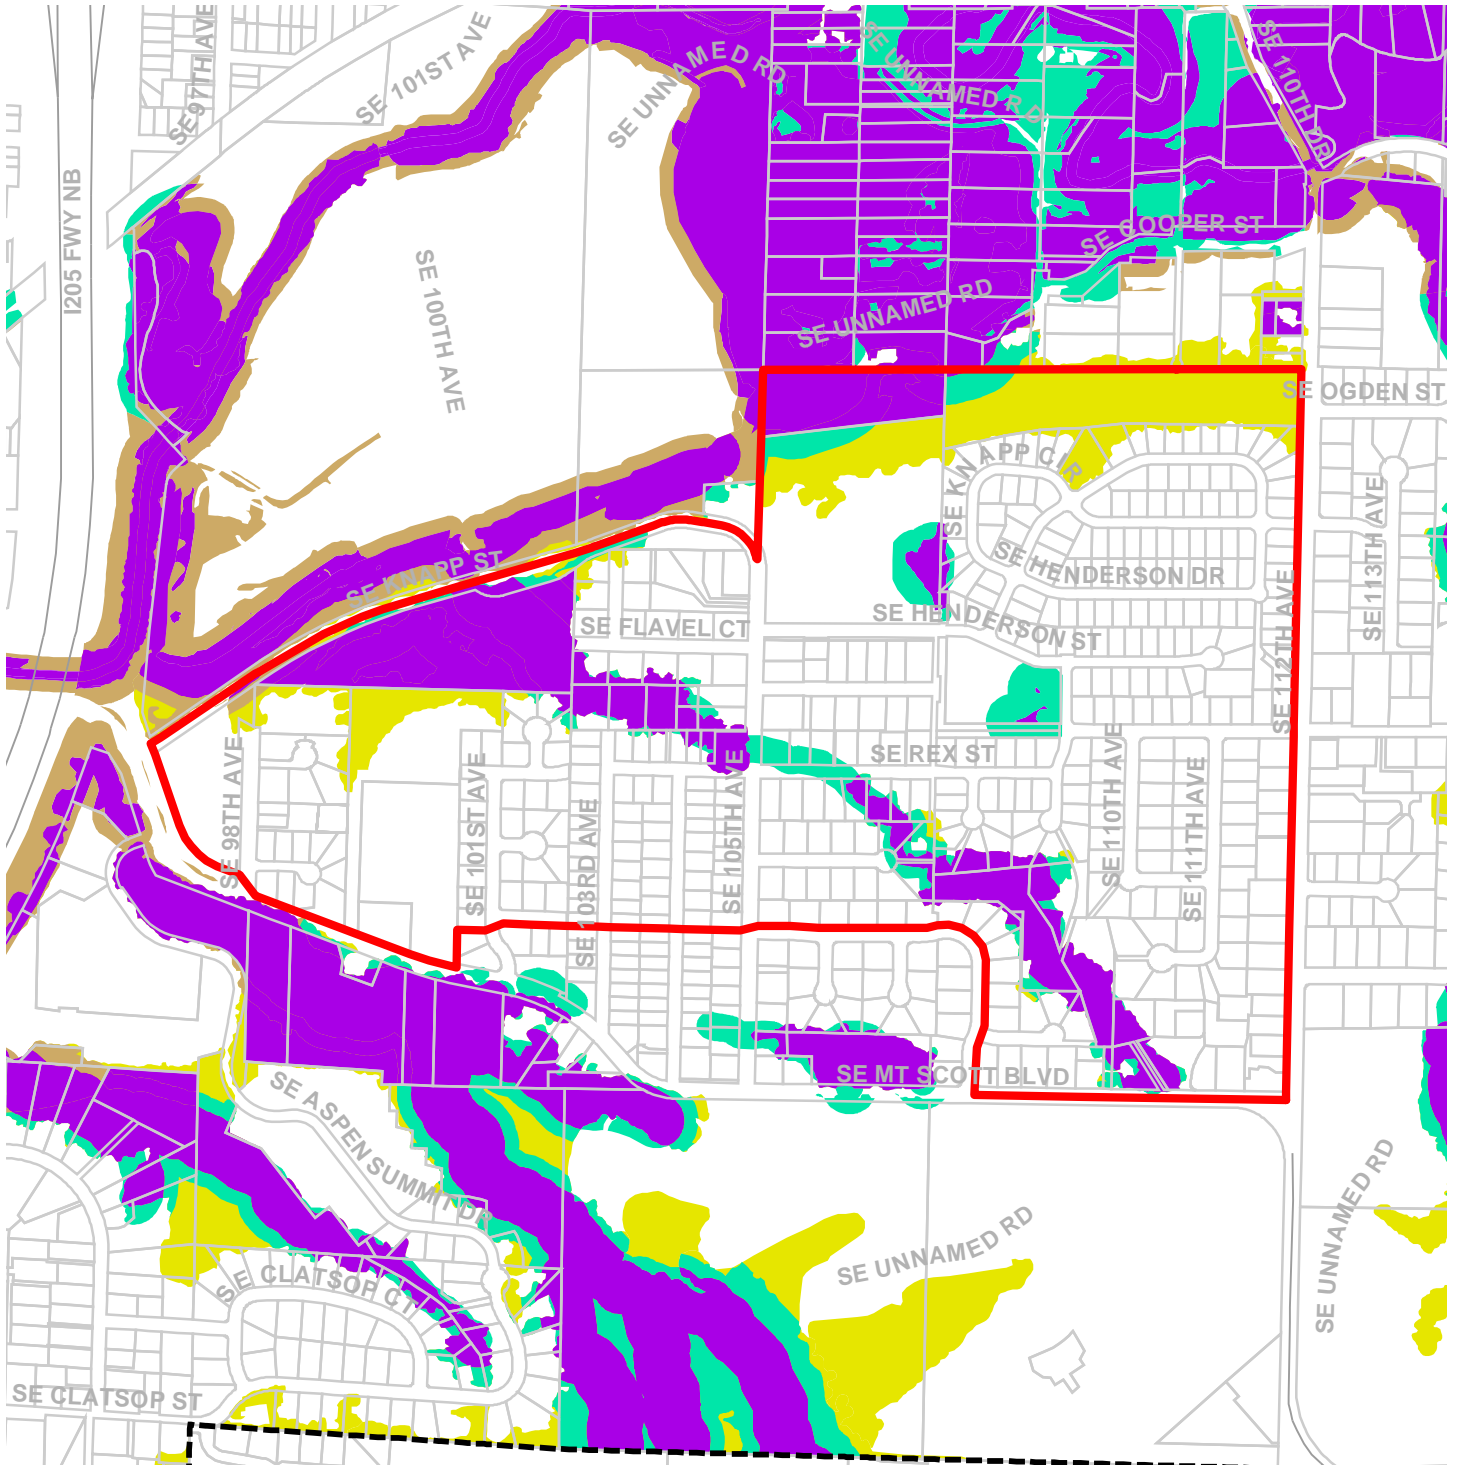 SE 97TH AVE
SE 101ST AVE
SE UNNAMED RD
SE UNNAMED RD
SE 110TH DR
I205 FWY NB
SE 100TH AVE
SE COOPER ST
SE UNNAMED RD
SE OGDEN ST
SE KNAPP CIR
SE KNAPP ST
SE HENDERSON DR
SE 113TH AVE
SE FLAVEL CT
SE HENDERSON ST
SE 112TH AVE
SE REX ST
SE 98TH AVE
SE 101ST AVE
SE 103RD AVE
SE 105TH AVE
SE 110TH AVE
SE 111TH AVE
SE MT SCOTT BLVD
SE ASPEN SUMMIT DR
SE UNNAMED RD
SE UNNAMED RD
SE CLATSOP CT
SE CLATSOP ST